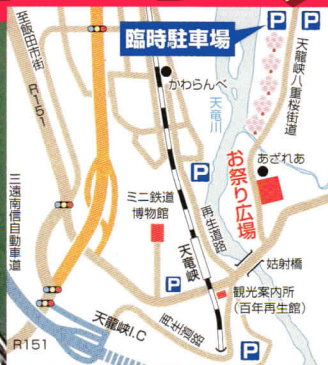 至飯田市街
R151
臨時駐車場
P
P
かわらんべ
天竜川
天龍峡八重桜街道
P
あざれあ
お祭り広場
三遠南信自動車道
ミニ鉄道
博物館
天竜峡
再生道路
姑射橋
P
観光案内所
(百年再生館)
天龍峡I.C
再生道路
P
R151